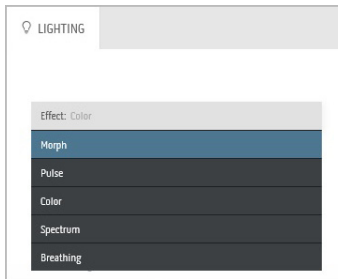 LIGHTING
Effect: Color
Morph
Pulse
Color
Spectrum
Breathing